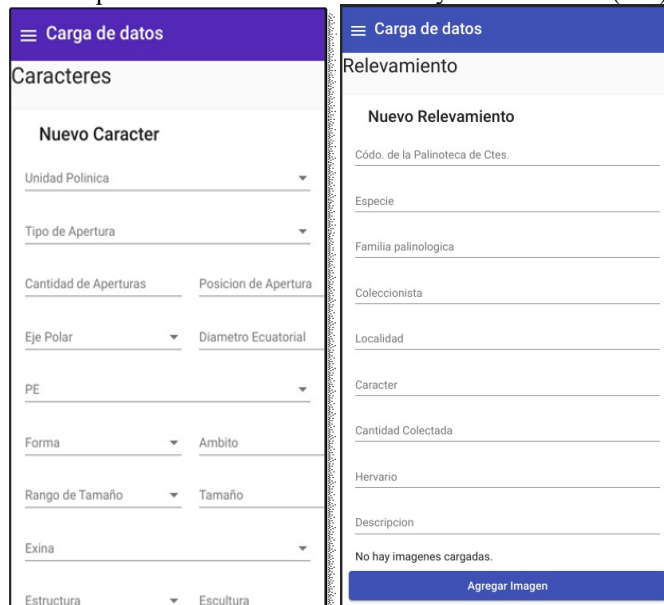 Carga de datos
Caracteres
Nuevo Caracter
Unidad Polinica
Tipo de Apertura
Cantidad de Aperturas Posicion de Apertura
Eje Polar Diametro Ecuatorial
PE
Forma Ambito
Rango de Tamaño Tamaño
Exina
Estructura Escultura
Carga de datos
Relevamiento
Nuevo Relevamiento
Códo. de la Palinoteca de Ctes.
Especie
Familia palinologica
Coleccionista
Localidad
Caracter
Cantidad Colectada
Hervario
Descripcion
No hay imagenes cargadas.
Agregar Imagen